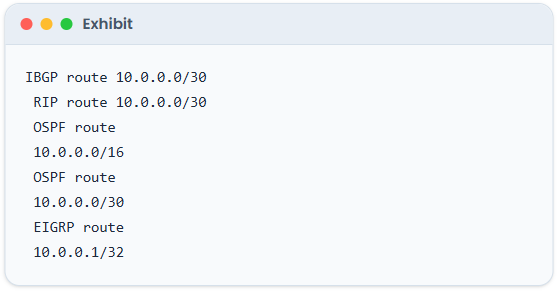 Exhibit
IBGP route 10.0.0.0/30
RIP route 10.0.0.0/30
OSPF route
10.0.0.0/16
OSPF route
10.0.0.0/30
EIGRP route
10.0.0.1/32